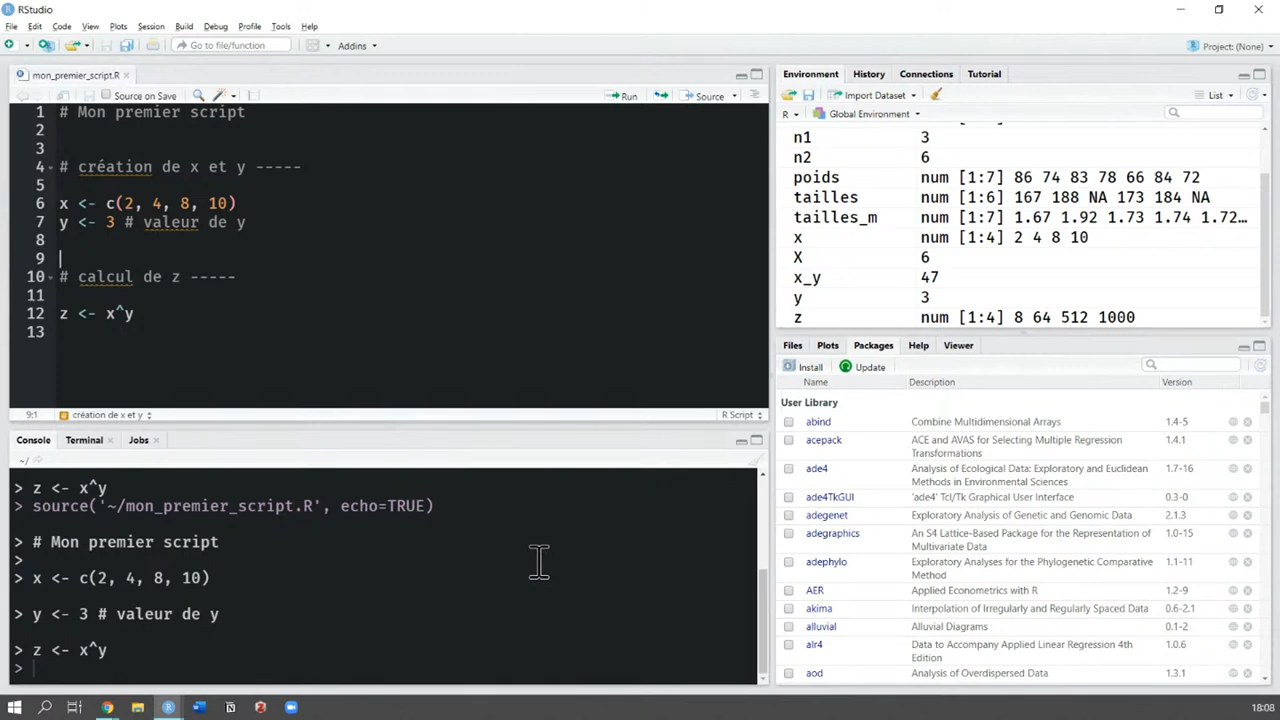 RStudio
File Edit Code View Plots Session Build Debug Profile Tools Help
Go to file/function Addins Project: (None)
mon_premier_script.R
Source on Save Run Source
1 # Mon premier script
2
3
4 # création de x et y -----
5
6 x <- c(2, 4, 8, 10)
7 y <- 3 # valeur de y
8
9
10 # calcul de z -----
11
12 z <- x^y
13
9:1 création de x et y R Script
Console Terminal Jobs
~/
> z <- x^y
> source('~/mon_premier_script.R', echo=TRUE)
> # Mon premier script
>
> x <- c(2, 4, 8, 10)
> y <- 3 # valeur de y
> z <- x^y
>
Environment History Connections Tutorial
Import Dataset List
R Global Environment
n1 3
n2 6
poids num [1:7] 86 74 83 78 66 84 72
tailles num [1:6] 167 188 NA 173 184 NA
tailles_m num [1:7] 1.67 1.92 1.73 1.74 1.72…
x num [1:4] 2 4 8 10
X 6
x_y 47
y 3
z num [1:4] 8 64 512 1000
Files Plots Packages Help Viewer
Install Update
Name Description Version
User Library
abind Combine Multidimensional Arrays 1.4-5
acepack ACE and AVAS for Selecting Multiple Regression Transformations 1.4.1
ade4 Analysis of Ecological Data: Exploratory and Euclidean Methods in Environmental Sciences 1.7-16
ade4TkGUI 'ade4' Tcl/Tk Graphical User Interface 0.3-0
adegenet Exploratory Analysis of Genetic and Genomic Data 2.1.3
adegraphics An S4 Lattice-Based Package for the Representation of Multivariate Data 1.0-15
adephylo Exploratory Analyses for the Phylogenetic Comparative Method 1.1-11
AER Applied Econometrics with R 1.2-9
akima Interpolation of Irregularly and Regularly Spaced Data 0.6-2.1
alluvial Alluvial Diagrams 0.1-2
alr4 Data to Accompany Applied Linear Regression 4th Edition 1.0.6
aod Analysis of Overdispersed Data 1.3.1
18:08